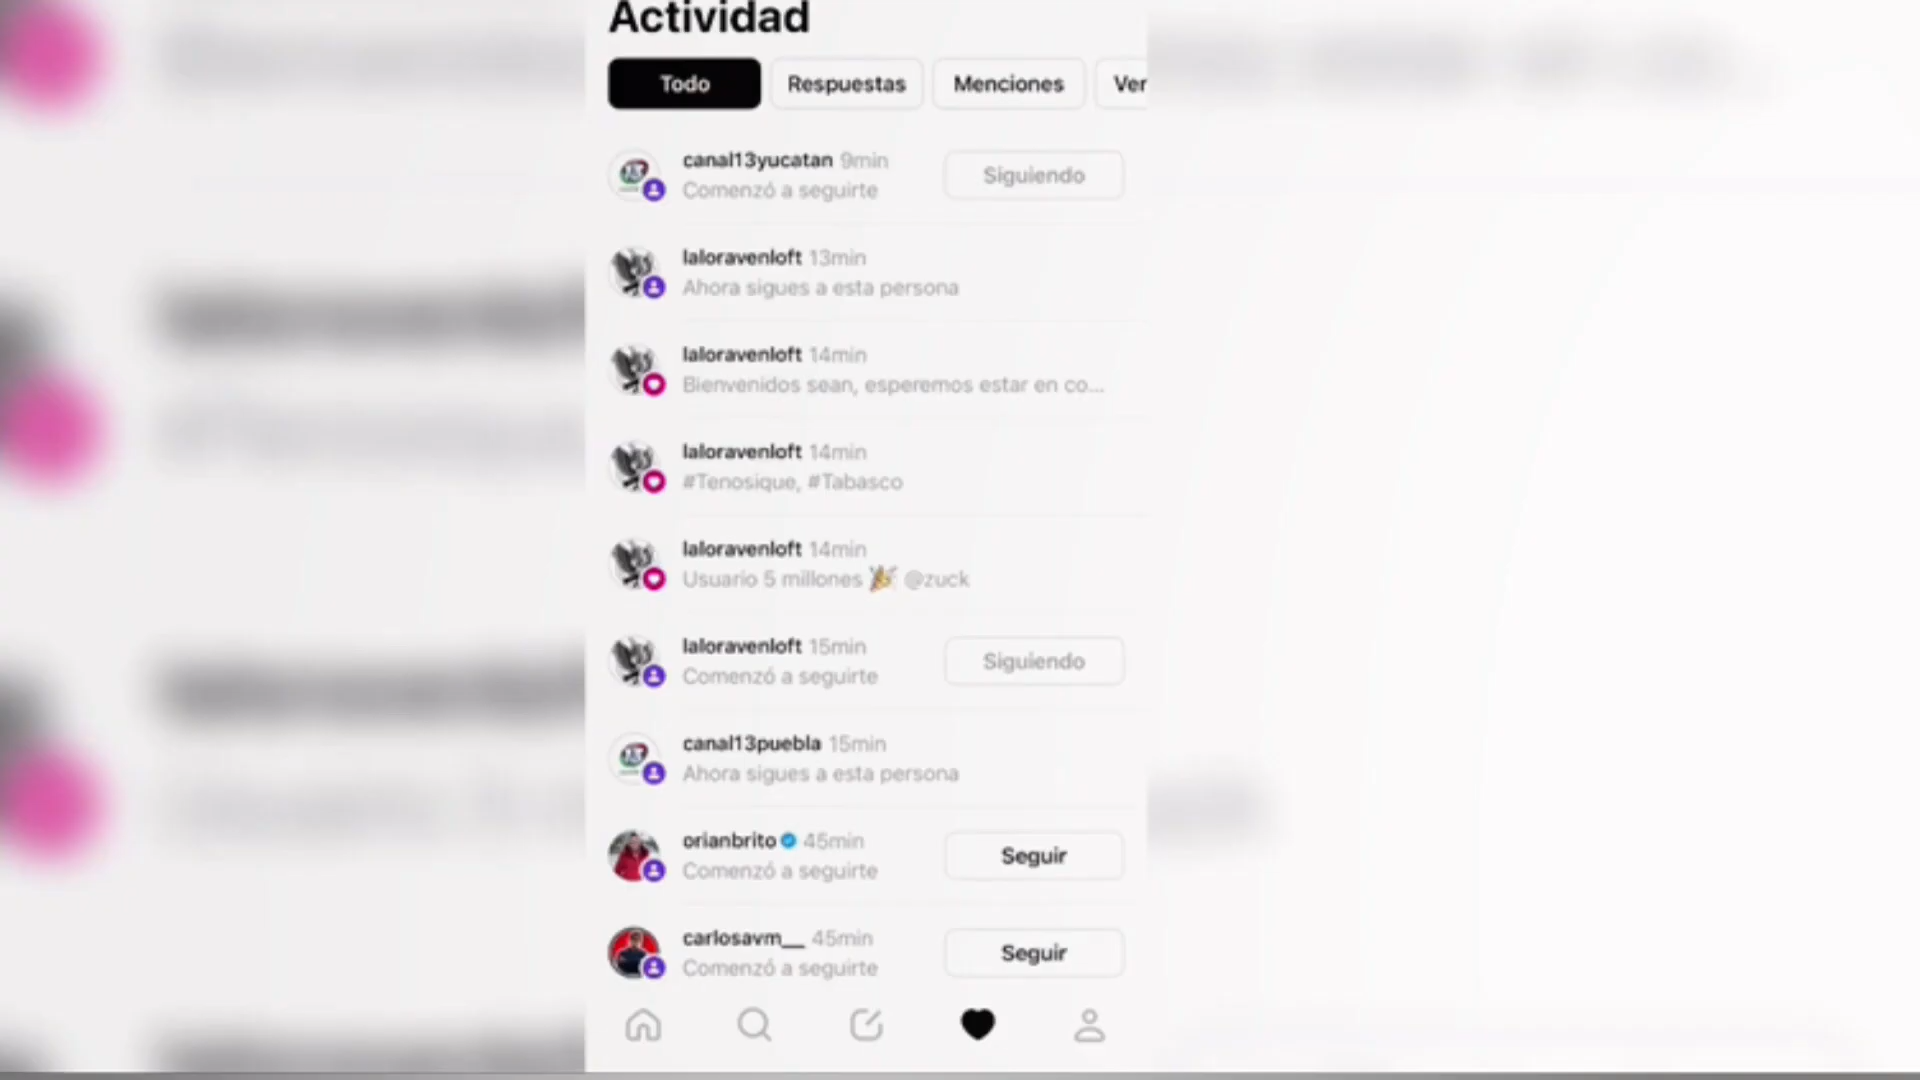 Actividad
Todo Respuestas Menciones Ver
canal13yucatan 9min
Comenzó a seguirte Siguiendo
laloravenloft 13min
Ahora sigues a esta persona
laloravenloft 14min
Bienvenidos sean, esperemos estar en co...
laloravenloft 14min
#Tenosique, #Tabasco
laloravenloft 14min
Usuario 5 millones 🎉 @zuck
laloravenloft 15min
Comenzó a seguirte Siguiendo
canal13puebla 15min
Ahora sigues a esta persona
orianbrito 45min
Comenzó a seguirte Seguir
carlosavm__ 45min
Comenzó a seguirte Seguir